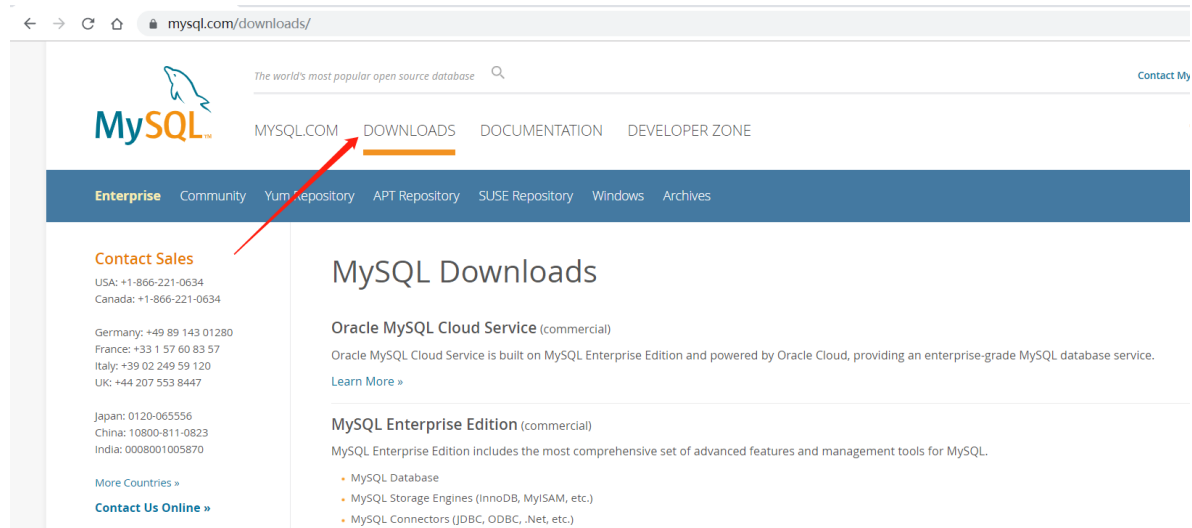 mysql.com/downloads/
The world's most popular open source database
Contact My
MySQL™
MYSQL.COM DOWNLOADS DOCUMENTATION DEVELOPER ZONE
Enterprise Community Yum Repository APT Repository SUSE Repository Windows Archives
Contact Sales
USA: +1-866-221-0634
Canada: +1-866-221-0634
Germany: +49 89 143 01280
France: +33 1 57 60 83 57
Italy: +39 02 249 59 120
UK: +44 207 553 8447
Japan: 0120-065556
China: 10800-811-0823
India: 0008001005870
More Countries »
Contact Us Online »
MySQL Downloads
Oracle MySQL Cloud Service (commercial)
Oracle MySQL Cloud Service is built on MySQL Enterprise Edition and powered by Oracle Cloud, providing an enterprise-grade MySQL database service.
Learn More »
MySQL Enterprise Edition (commercial)
MySQL Enterprise Edition includes the most comprehensive set of advanced features and management tools for MySQL.
• MySQL Database
• MySQL Storage Engines (InnoDB, MyISAM, etc.)
• MySQL Connectors (JDBC, ODBC, .Net, etc.)